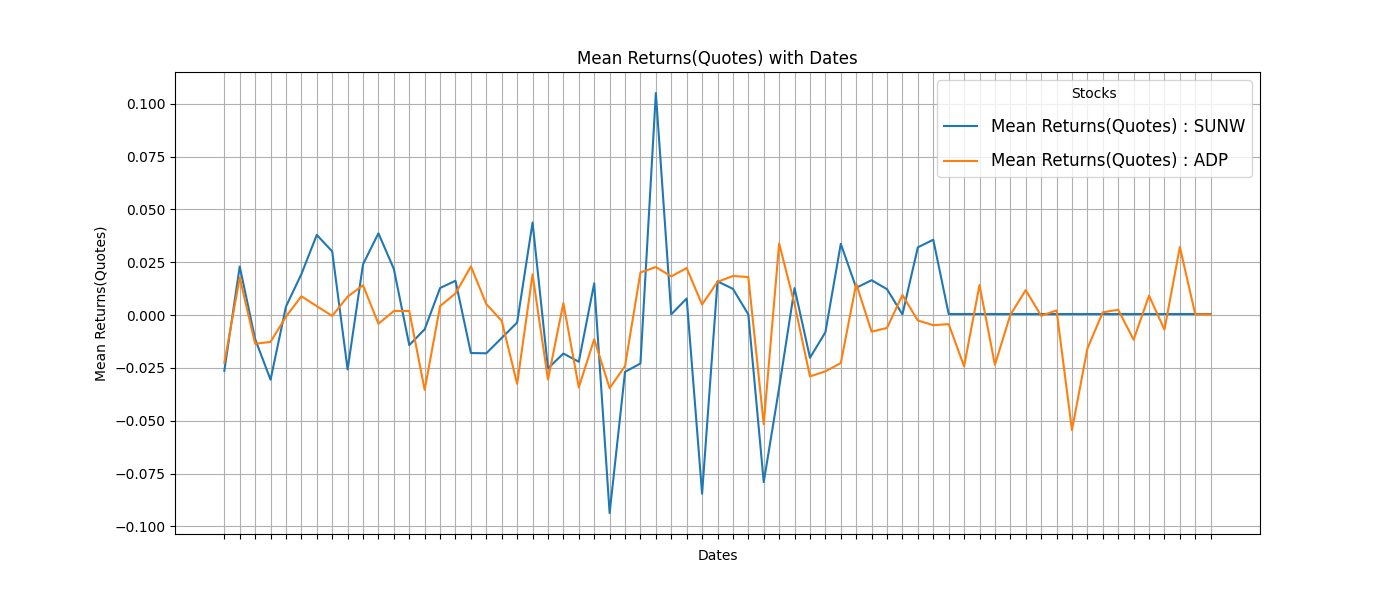 Mean Returns(Quotes) with Dates
Stocks
Mean Returns(Quotes) : SUNW
Mean Returns(Quotes) : ADP
Mean Returns(Quotes)
0.100
0.075
0.050
0.025
0.000
−0.025
−0.050
−0.075
−0.100
Dates